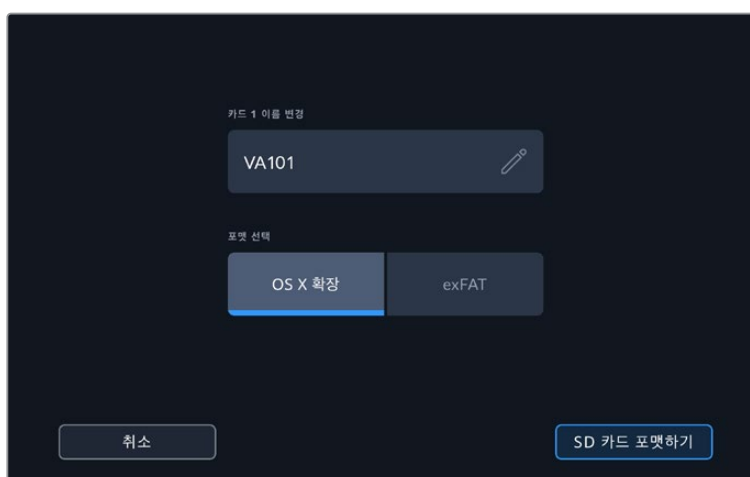 카드 1 이름 변경
VA101
포맷 선택
OS X 확장 exFAT
취소 SD 카드 포맷하기